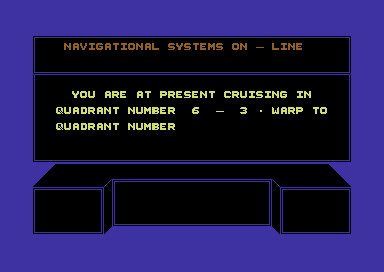 NAVIGATIONAL SYSTEMS ON - LINE
YOU ARE AT PRESENT CRUISING IN
QUADRANT NUMBER 6 - 3 · WARP TO
QUADRANT NUMBER